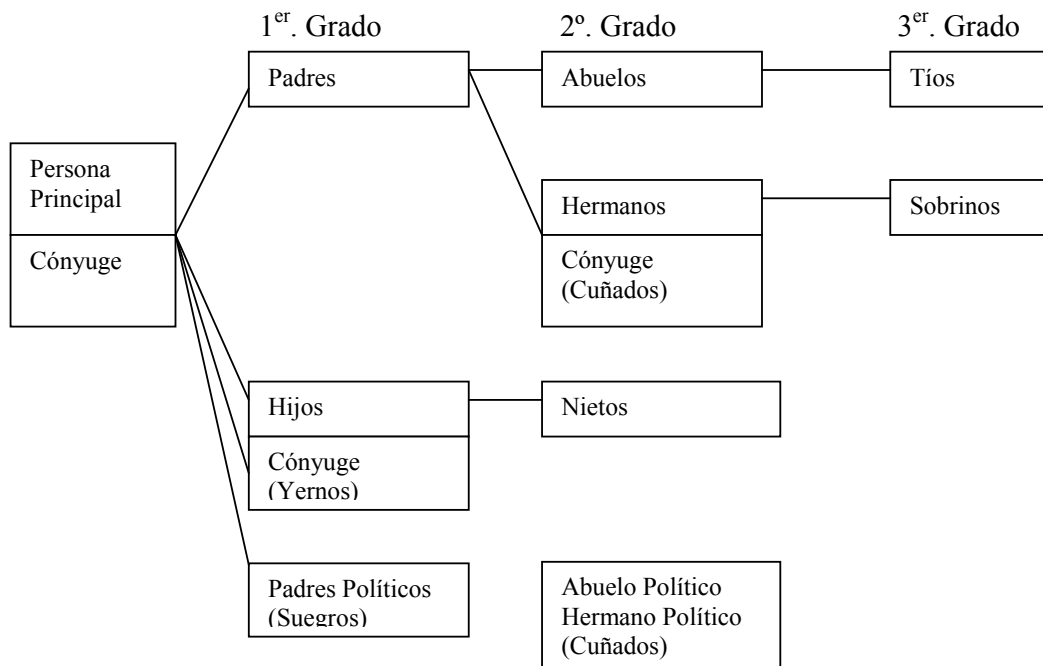 1er. Grado
2º. Grado
3er. Grado
Padres
Abuelos
Tíos
Persona
Principal
Cónyuge
Hermanos
Cónyuge
(Cuñados)
Sobrinos
Hijos
Cónyuge
(Yernos)
Nietos
Padres Políticos
(Suegros)
Abuelo Político
Hermano Político
(Cuñados)